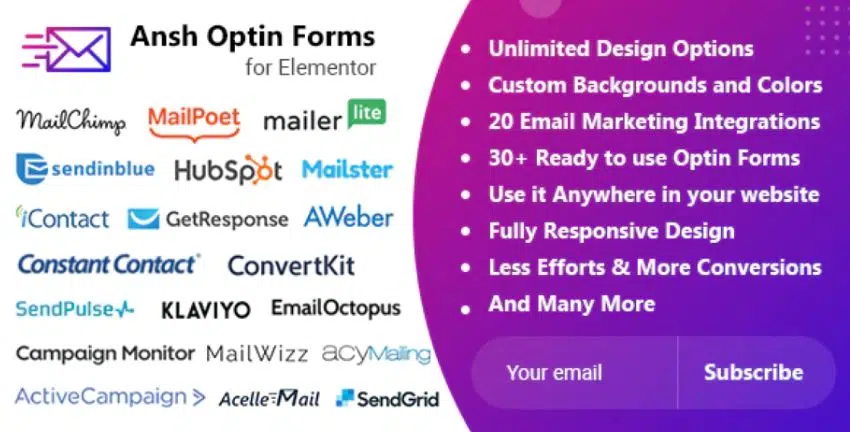 Ansh Optin Forms
for Elementor
MailChimp MailPoet mailer lite
sendinblue HubSpot Mailster
iContact GetResponse AWeber
Constant Contact® ConvertKit
SendPulse KLAVIYO EmailOctopus
Campaign Monitor MailWizz acyMailing
ActiveCampaign > Acelle Mail SendGrid
• Unlimited Design Options
• Custom Backgrounds and Colors
• 20 Email Marketing Integrations
• 30+ Ready to use Optin Forms
• Use it Anywhere in your website
• Fully Responsive Design
• Less Efforts & More Conversions
• And Many More
Your email Subscribe